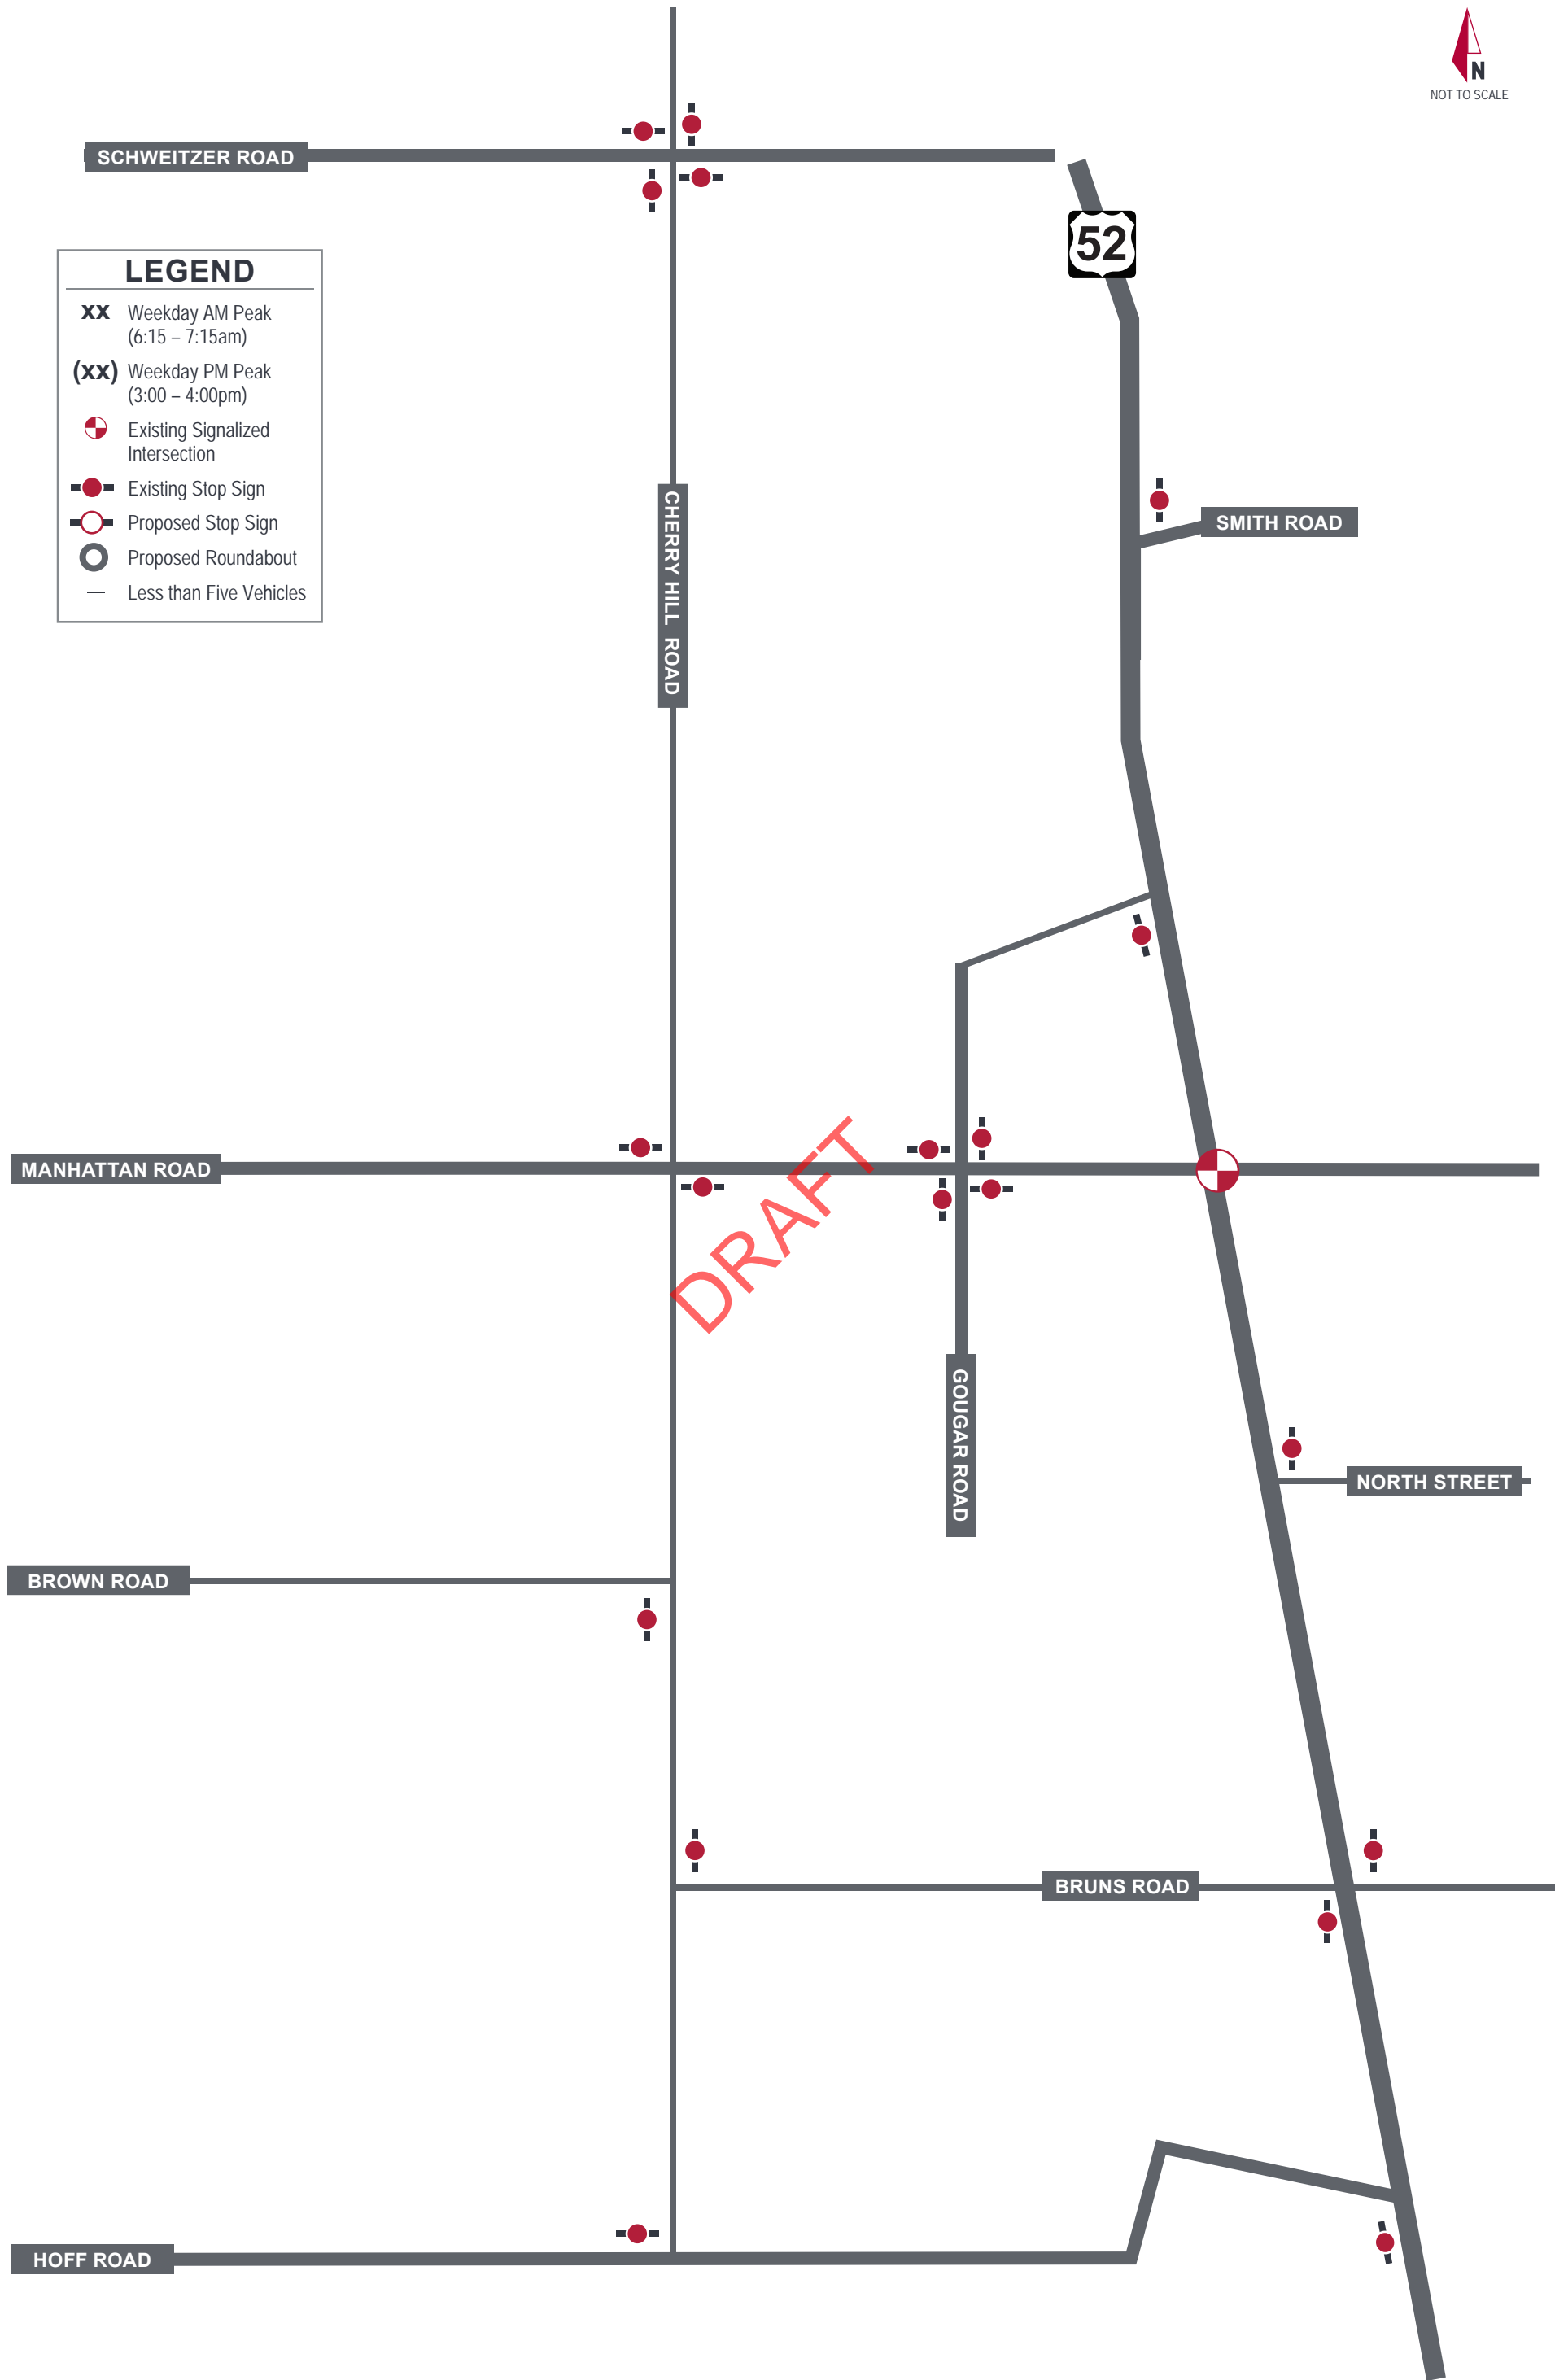 N
NOT TO SCALE
SCHWEITZER ROAD
52
LEGEND
xx Weekday AM Peak
(6:15 – 7:15am)
(xx) Weekday PM Peak
(3:00 – 4:00pm)
Existing Signalized
Intersection
Existing Stop Sign
Proposed Stop Sign
Proposed Roundabout
Less than Five Vehicles
CHERRY HILL ROAD
SMITH ROAD
MANHATTAN ROAD
DRAFT
GOUGAR ROAD
NORTH STREET
BROWN ROAD
BRUNS ROAD
HOFF ROAD